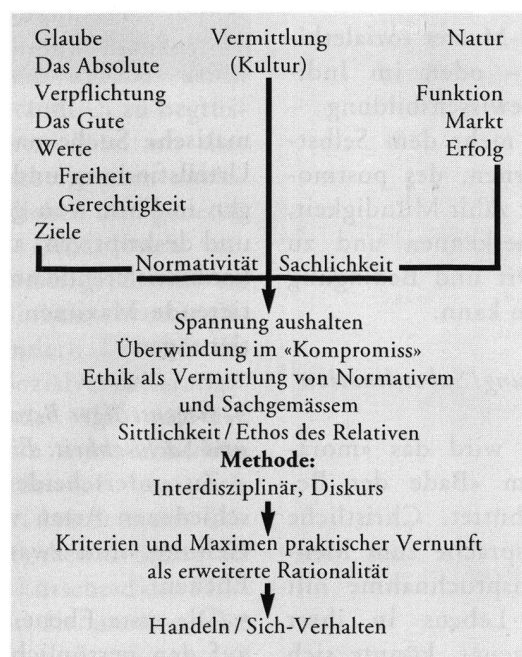 Glaube
Das Absolute
Verpflichtung
Das Gute
Werte
Freiheit
Gerechtigkeit
Ziele
Vermittlung
(Kultur)
Natur
Funktion
Markt
Erfolg
Normativität Sachlichkeit
Spannung aushalten
Überwindung im «Kompromiss»
Ethik als Vermittlung von Normativem
und Sachgemässem
Sittlichkeit / Ethos des Relativen
Methode:
Interdisziplinär, Diskurs
Kriterien und Maximen praktischer Vernunft
als erweiterte Rationalität
Handeln / Sich-Verhalten